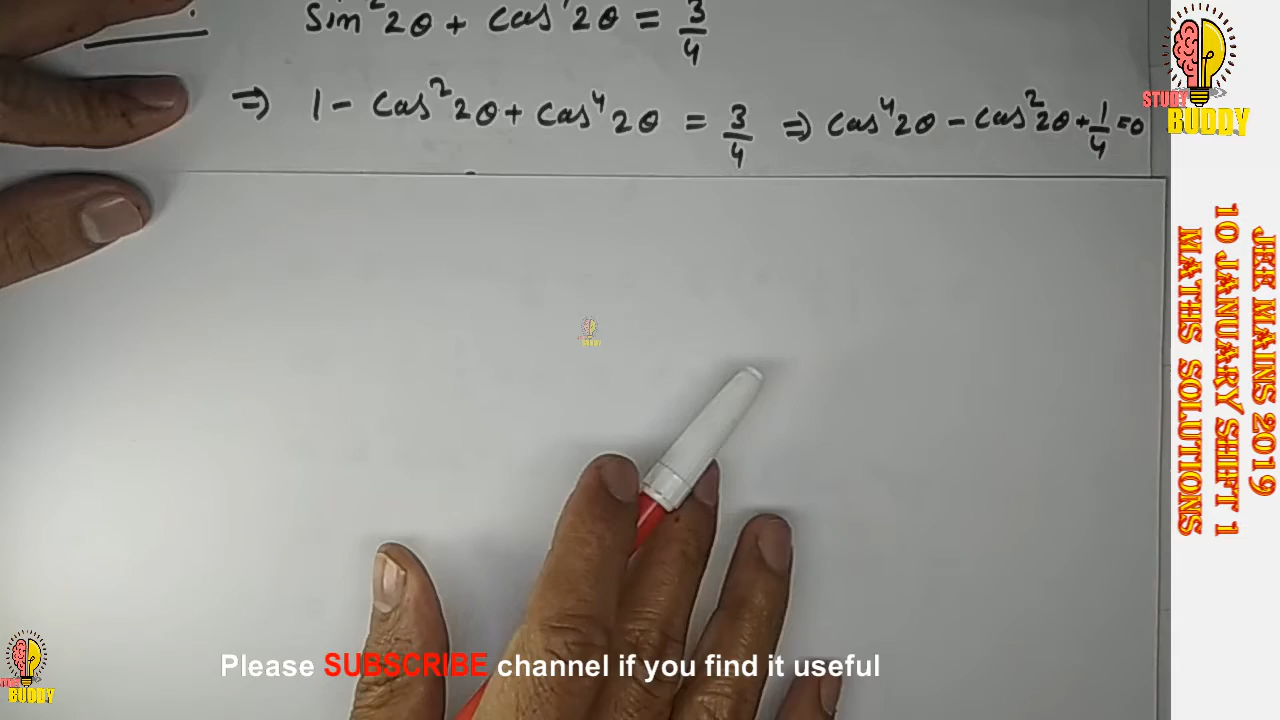 sin²2θ + cos⁴2θ = 3/4
⇒ 1 - cos²2θ + cos⁴2θ = 3/4 ⇒ cos⁴2θ - cos²2θ + 1/4 = 0
STUDY
BUDDY
JEE MAINS 2019
10 JANUARY SHIFT 1
MATHS SOLUTIONS
BUDDY
Please SUBSCRIBE channel if you find it useful
BUDDY